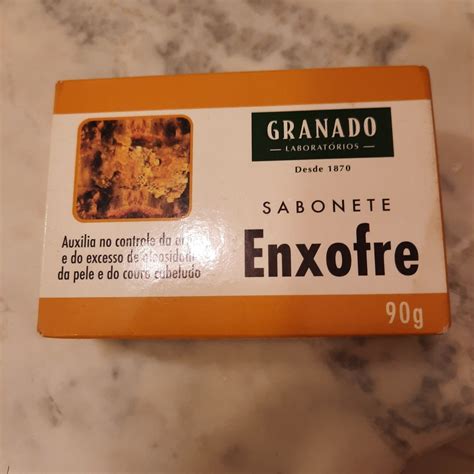 GRANADO
LABORATÓRIOS
Desde 1870
SABONETE
Enxofre
Auxilia no controle da
e do excesso de oleosidade
da pele e do couro cabeludo
90g